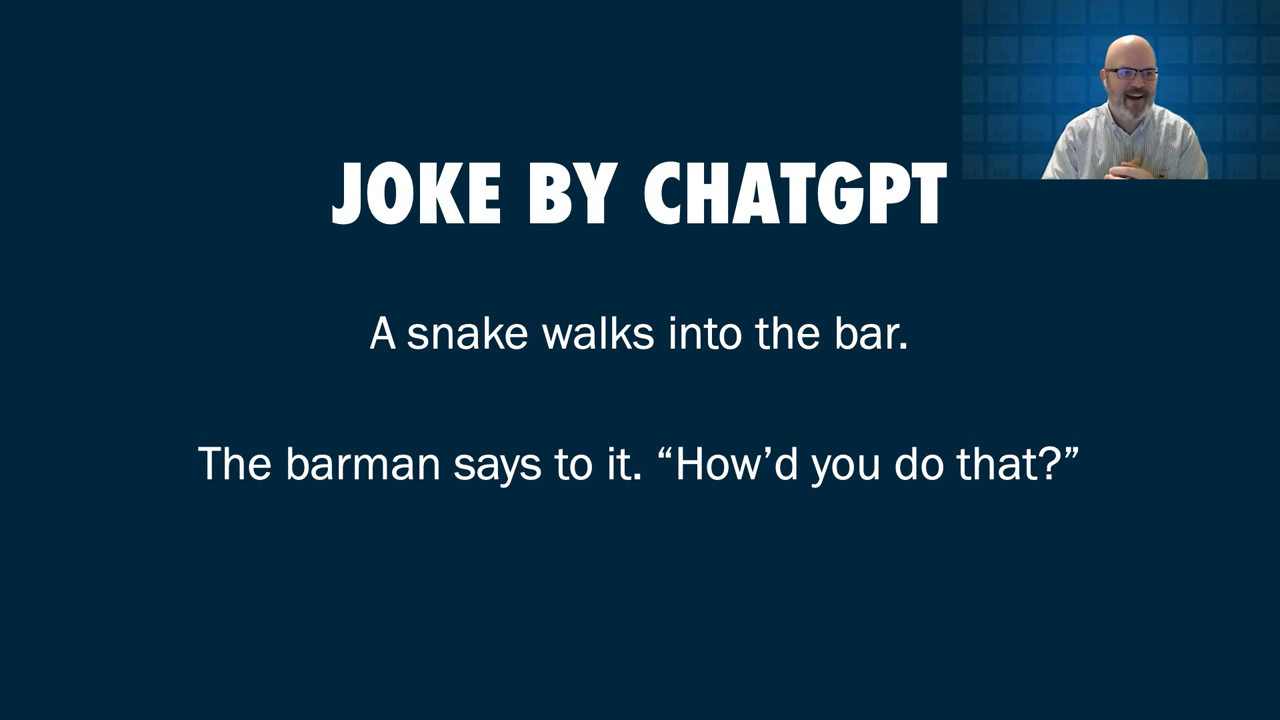 JOKE BY CHATGPT
A snake walks into the bar.
The barman says to it. “How’d you do that?”